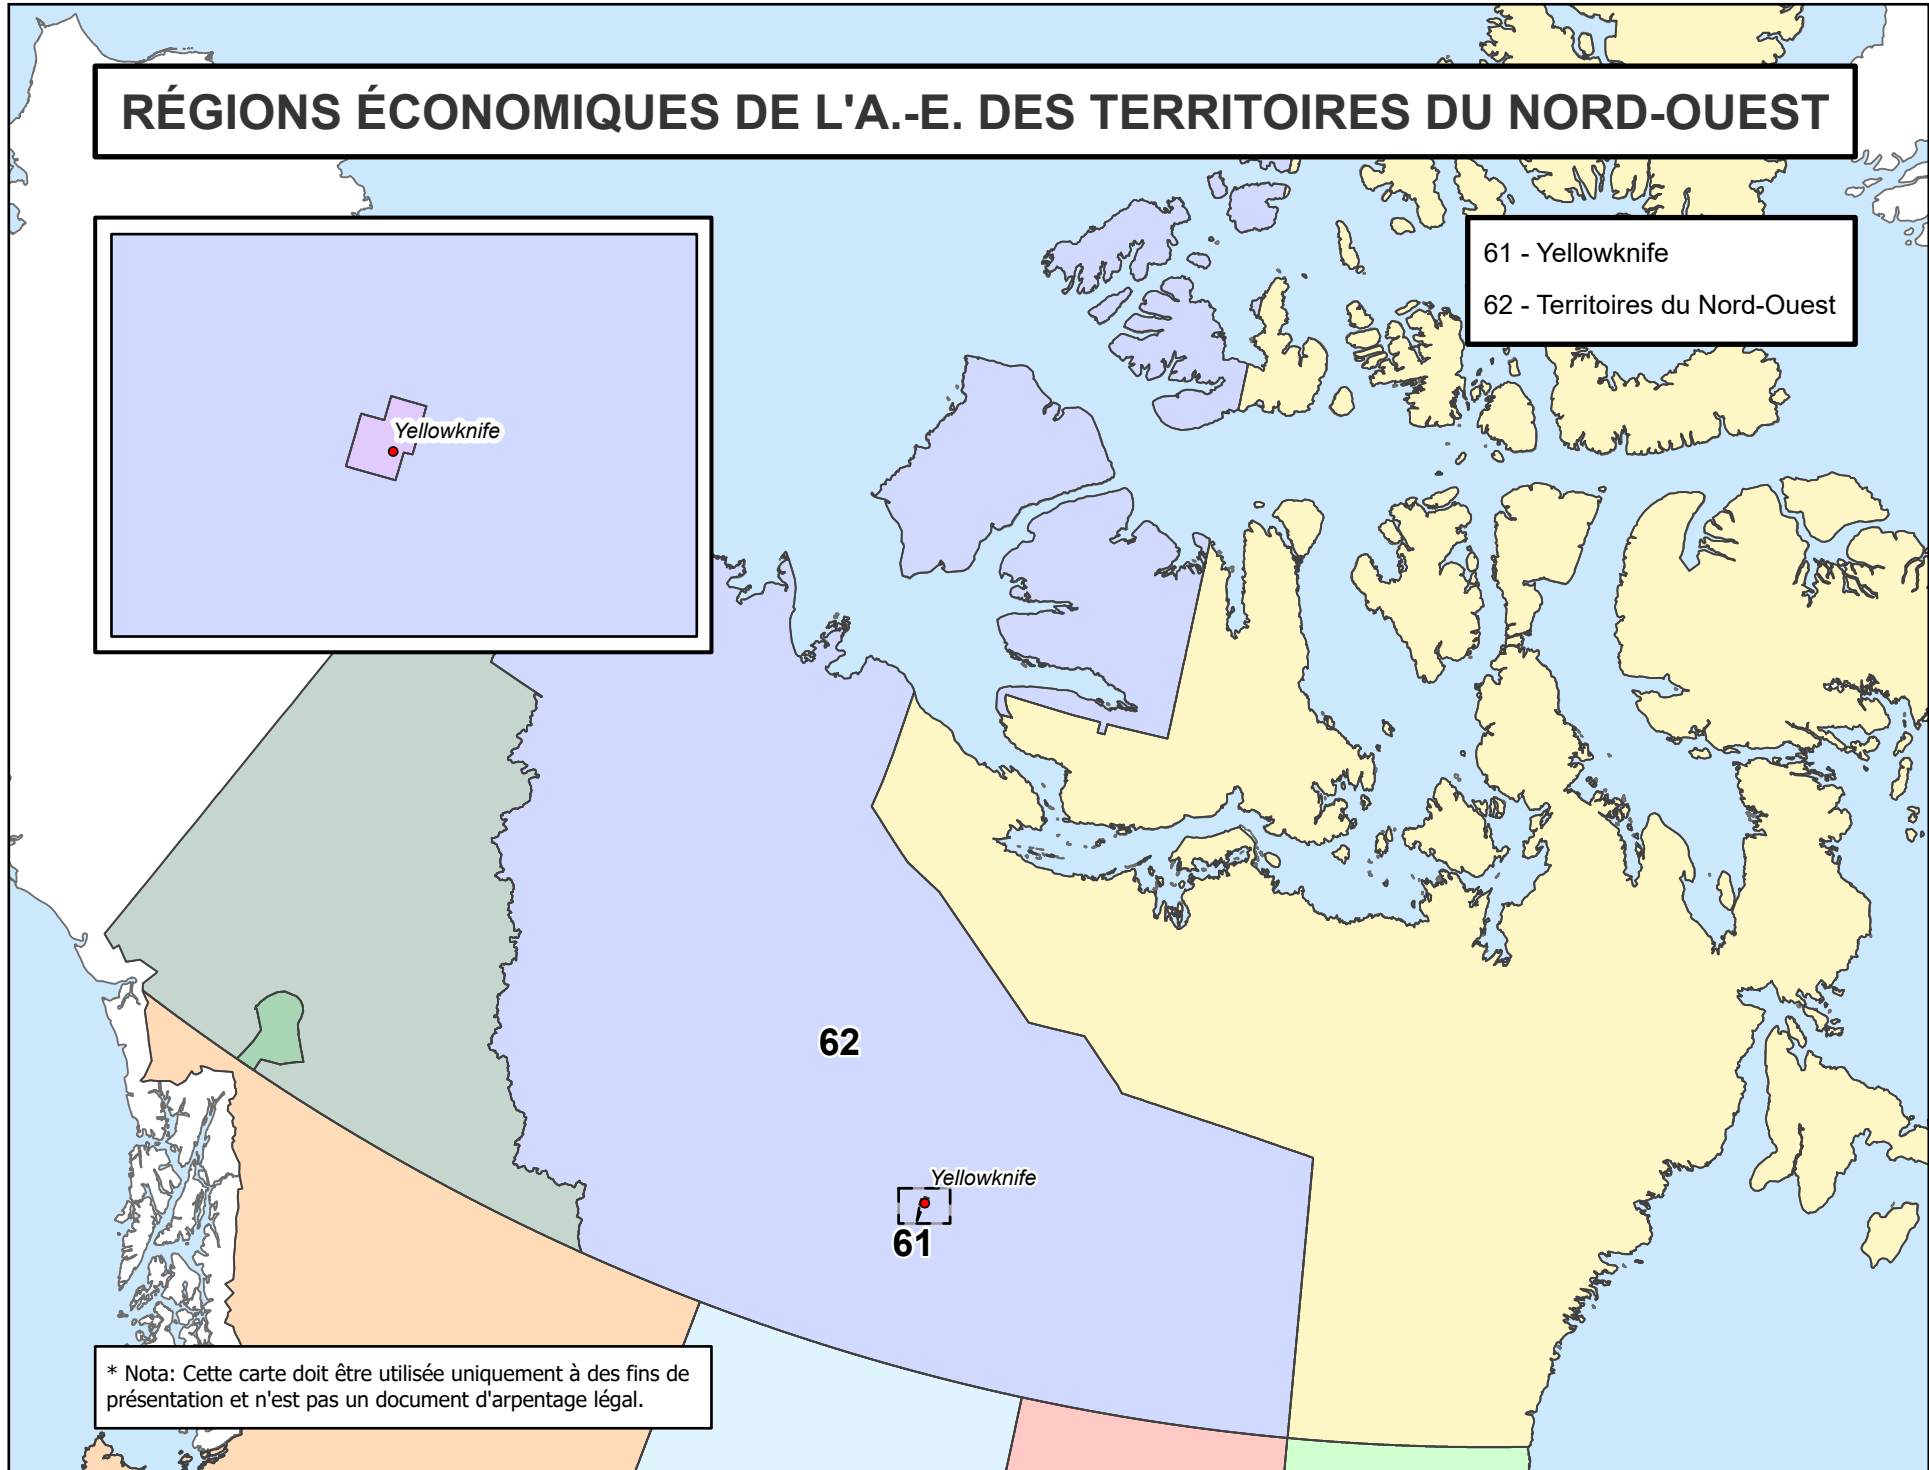 RÉGIONS ÉCONOMIQUES DE L'A.-E. DES TERRITOIRES DU NORD-OUEST
61 - Yellowknife
62 - Territoires du Nord-Ouest
Yellowknife
62
Yellowknife
61
* Nota: Cette carte doit être utilisée uniquement à des fins de
présentation et n'est pas un document d'arpentage légal.